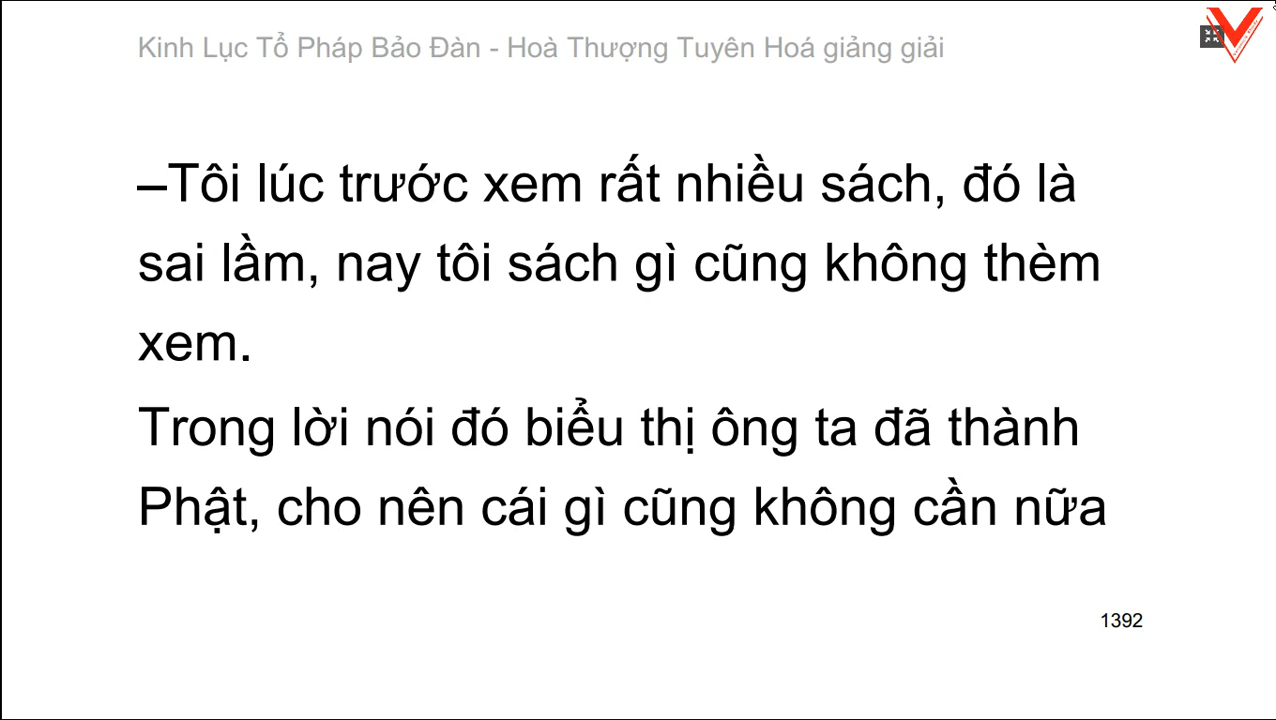 Kinh Lục Tổ Pháp Bảo Đàn - Hoà Thượng Tuyên Hoá giảng giải
–Tôi lúc trước xem rất nhiều sách, đó là
sai lầm, nay tôi sách gì cũng không thèm
xem.
Trong lời nói đó biểu thị ông ta đã thành
Phật, cho nên cái gì cũng không cần nữa
1392